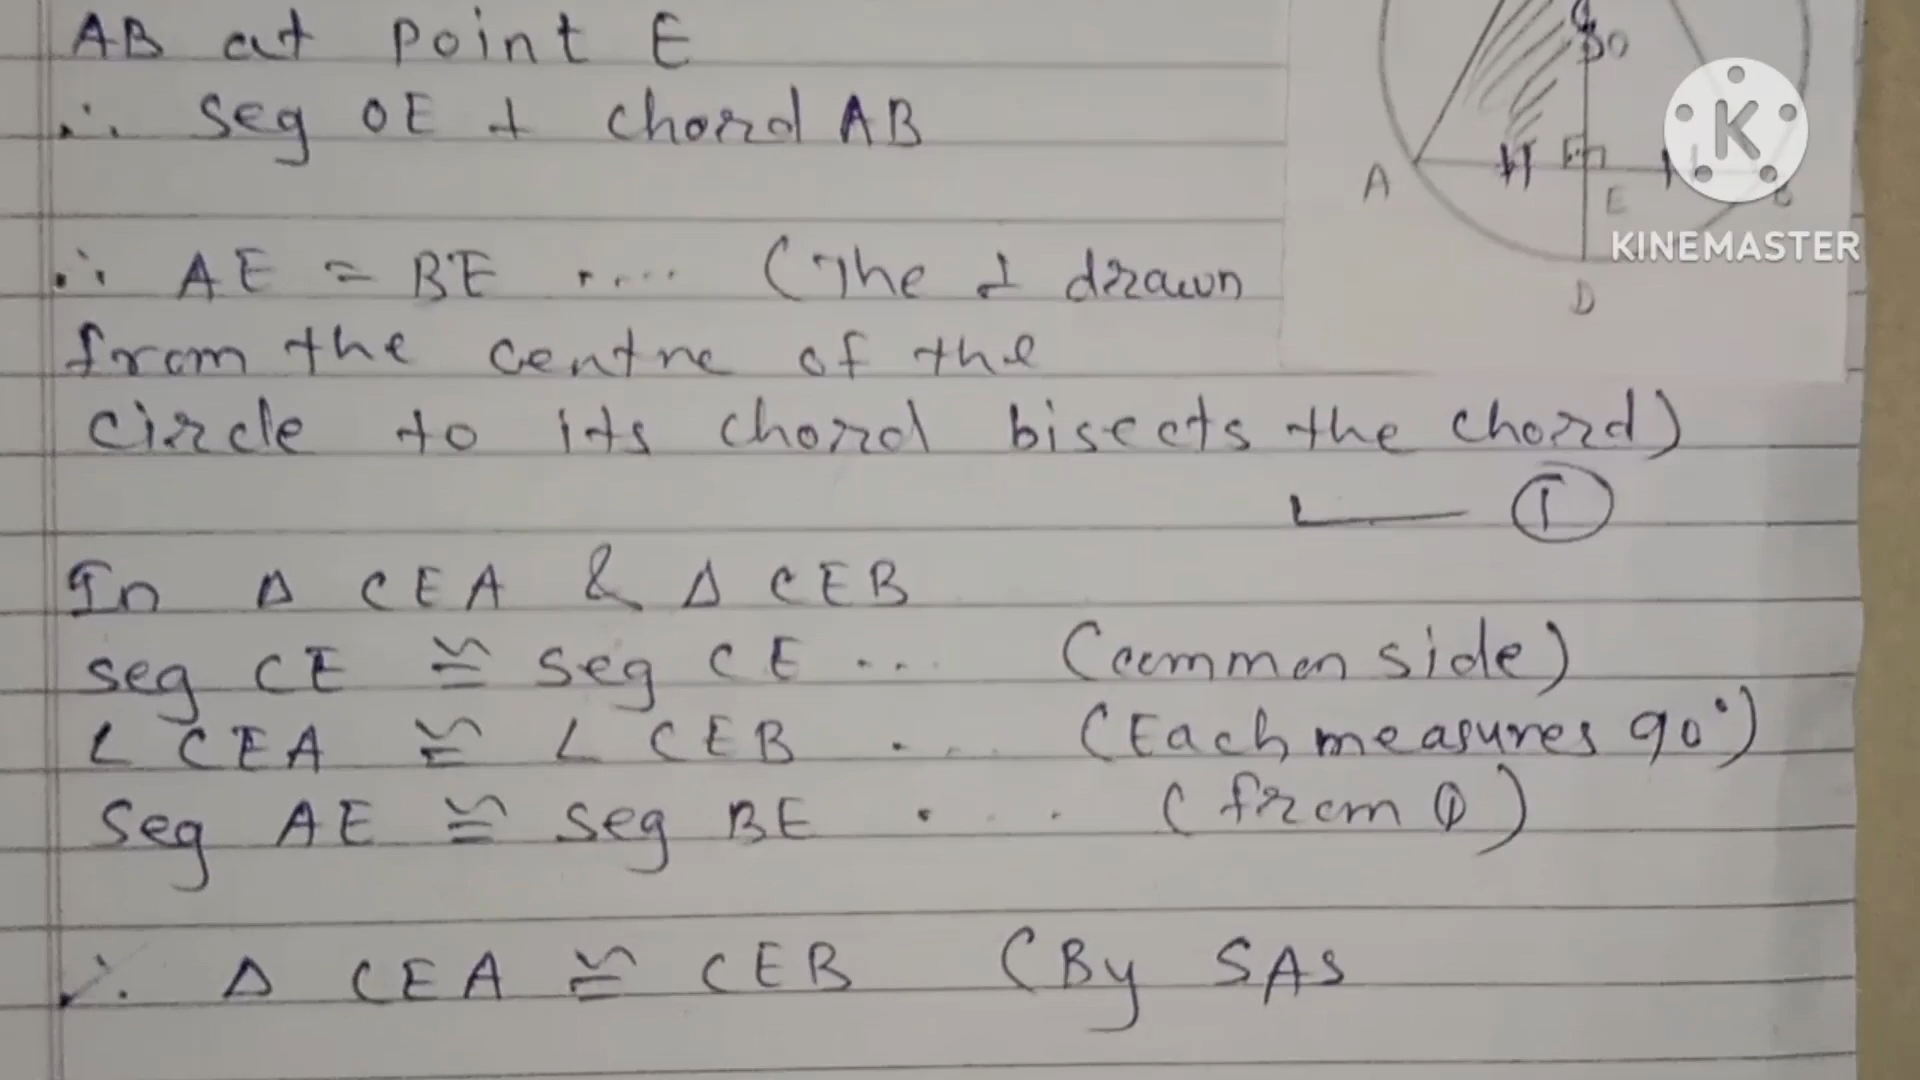 AB at point E
∴ seg OE ⊥ chord AB
∴ AE = BE .... (The ⊥ drawn
from the centre of the
circle to its chord bisects the chord)
①
In Δ CEA & Δ CEB
seg CE ≅ seg CE ... (common side)
∠ CEA ≅ ∠ CEB .... (Each measures 90°)
seg AE ≅ seg BE .... (from ①)
∴ Δ CEA ≅ CEB (By SAS
A
E
D
K
KINEMASTER